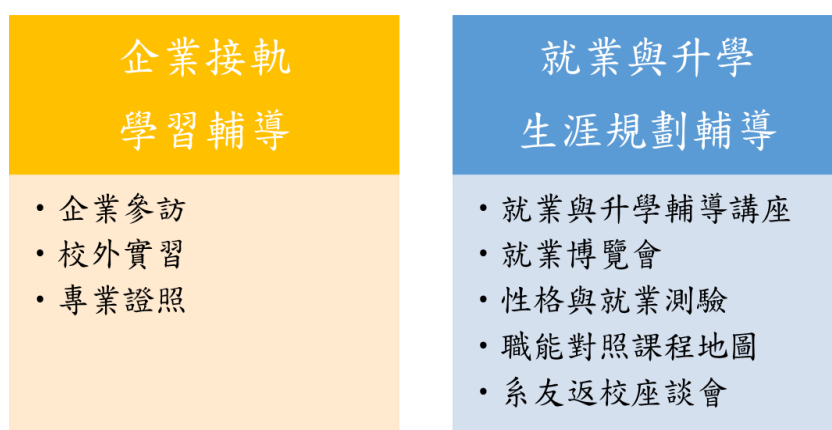 企業接軌
學習輔導
• 企業參訪
• 校外實習
• 專業證照
就業與升學
生涯規劃輔導
• 就業與升學輔導講座
• 就業博覽會
• 性格與就業測驗
• 職能對照課程地圖
• 系友返校座談會